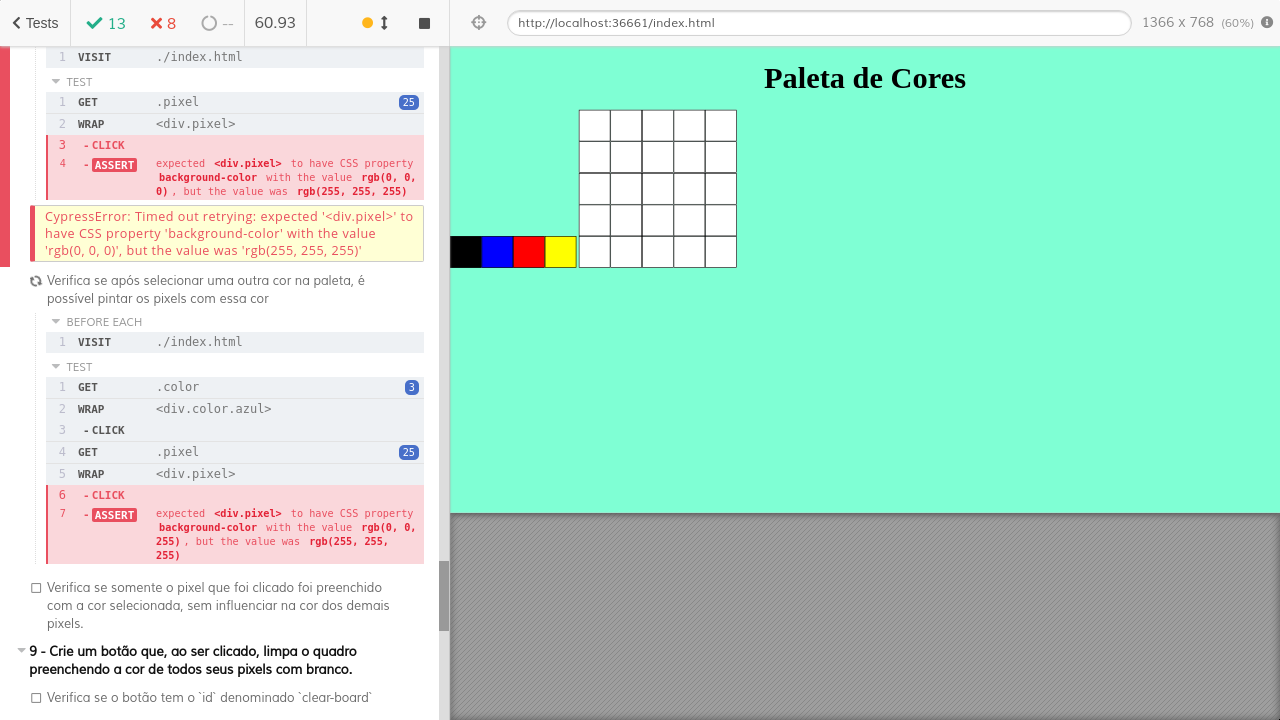 Tests 13 8 -- 60.93
http://localhost:36661/index.html 1366 x 768 (60%)
1 VISIT ./index.html
TEST
1 GET .pixel 25
2 WRAP <div.pixel>
3 -CLICK
4 -ASSERT expected <div.pixel> to have CSS property
background-color with the value rgb(0, 0,
0), but the value was rgb(255, 255, 255)
CypressError: Timed out retrying: expected '<div.pixel>' to
have CSS property 'background-color' with the value
'rgb(0, 0, 0)', but the value was 'rgb(255, 255, 255)'
Verifica se após selecionar uma outra cor na paleta, é
possível pintar os pixels com essa cor
BEFORE EACH
1 VISIT ./index.html
TEST
1 GET .color 3
2 WRAP <div.color.azul>
3 -CLICK
4 GET .pixel 25
5 WRAP <div.pixel>
6 -CLICK
7 -ASSERT expected <div.pixel> to have CSS property
background-color with the value rgb(0, 0,
255), but the value was rgb(255, 255,
255)
Verifica se somente o pixel que foi clicado foi preenchido
com a cor selecionada, sem influenciar na cor dos demais
pixels.
9 - Crie um botão que, ao ser clicado, limpa o quadro
preenchendo a cor de todos seus pixels com branco.
Verifica se o botão tem o `id` denominado `clear-board`
Paleta de Cores